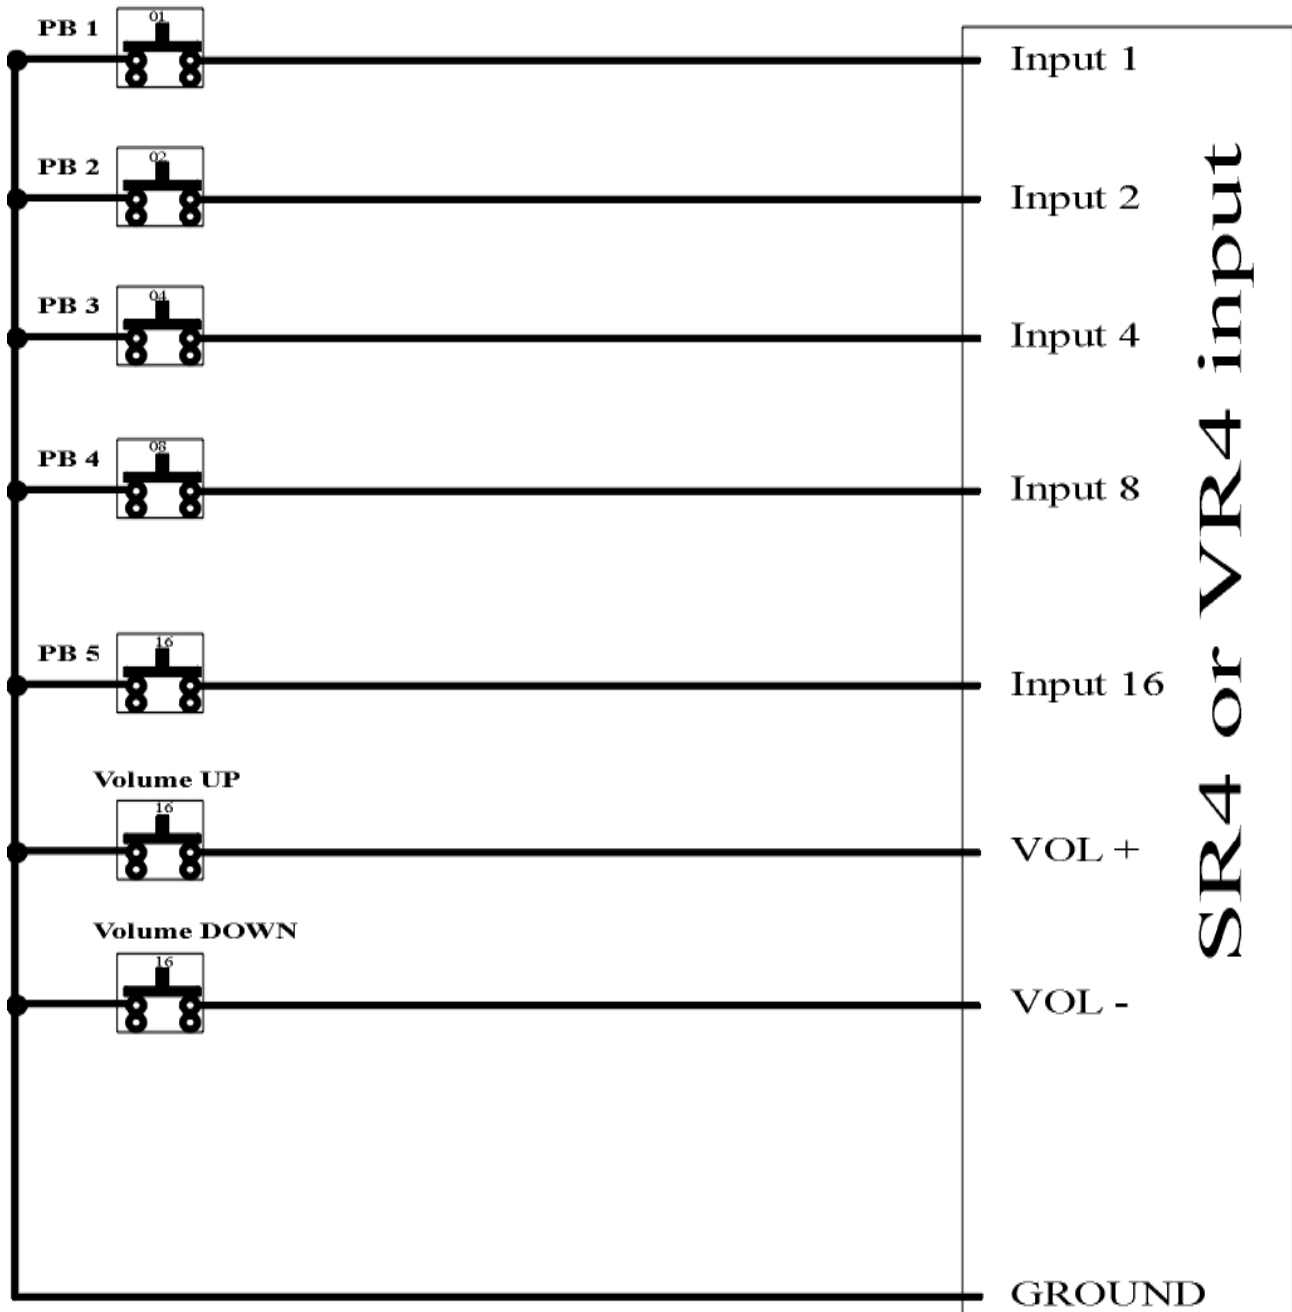 PB 1
01
Input 1
PB 2
02
Input 2
PB 3
04
Input 4
PB 4
08
Input 8
PB 5
16
Input 16
Volume UP
16
VOL +
Volume DOWN
16
VOL -
GROUND
SR4 or VR4 input